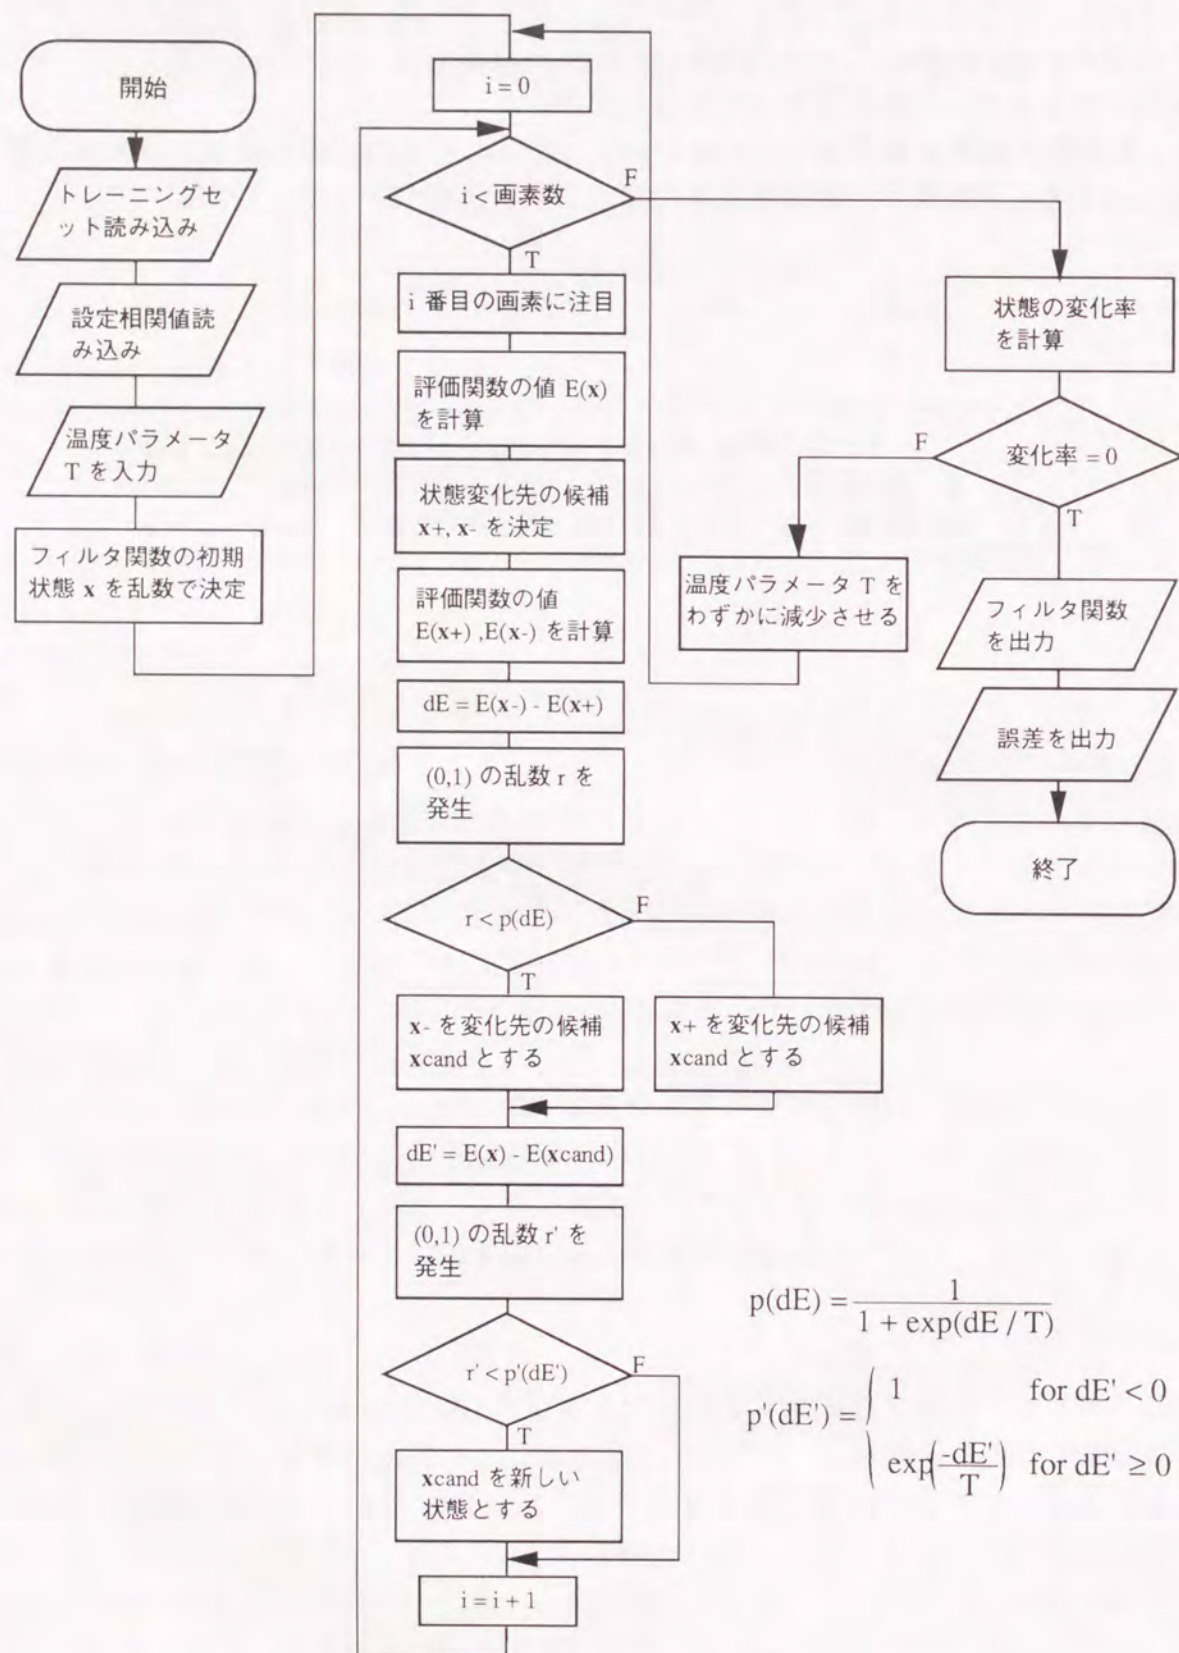 開始
トレーニングセ
ット読み込み
設定相関値読
み込み
温度パラメータ
T を入力
フィルタ関数の初期
状態 x を乱数で決定
i = 0
i < 画素数
F
T
i 番目の画素に注目
評価関数の値 E(x)
を計算
状態変化先の候補
x+, x- を決定
評価関数の値
E(x+) ,E(x-) を計算
dE = E(x-) - E(x+)
(0,1) の乱数 r を
発生
r < p(dE)
F
T
x- を変化先の候補
xcand とする
x+ を変化先の候補
xcand とする
dE' = E(x) - E(xcand)
(0,1) の乱数 r' を
発生
r' < p'(dE')
F
T
xcand を新しい
状態とする
i = i + 1
状態の変化率
を計算
変化率 = 0
F
T
温度パラメータ T を
わずかに減少させる
フィルタ関数
を出力
誤差を出力
終了
p(dE) = 1 / (1 + exp(dE / T))
p'(dE') = { 1 for dE' < 0
exp(-dE' / T) for dE' ≥ 0